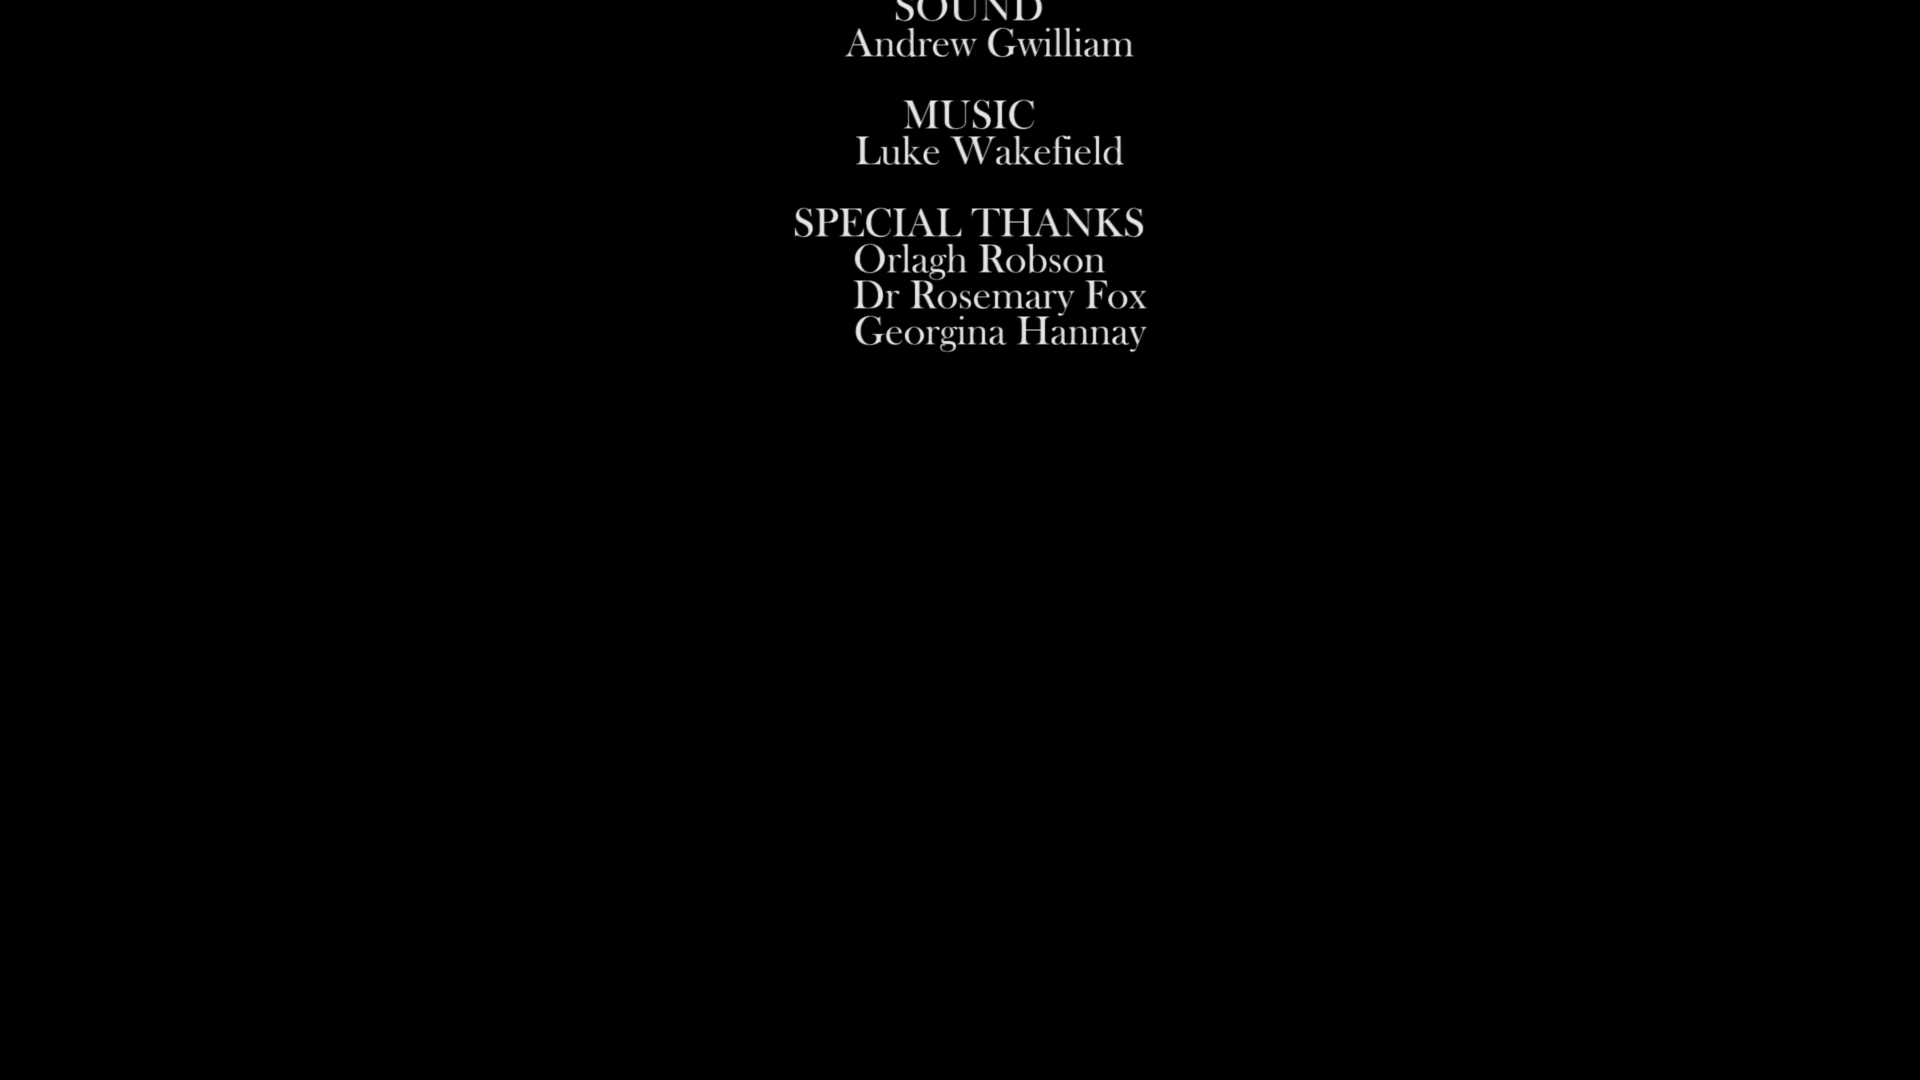 SOUND
Andrew Gwilliam
MUSIC
Luke Wakefield
SPECIAL THANKS
Orlagh Robson
Dr Rosemary Fox
Georgina Hannay